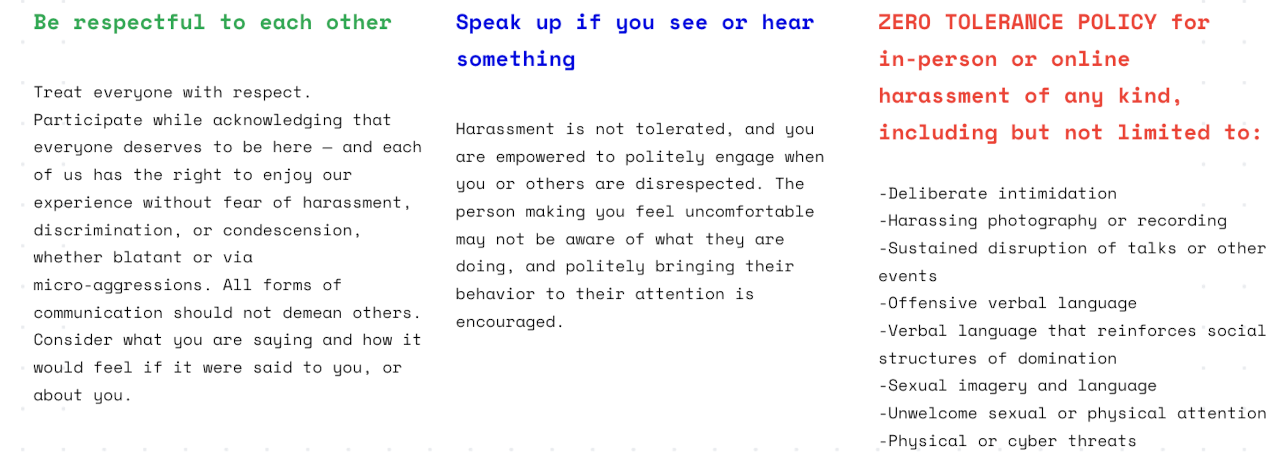 Be respectful to each other
Treat everyone with respect.
Participate while acknowledging that
everyone deserves to be here — and each
of us has the right to enjoy our
experience without fear of harassment,
discrimination, or condescension,
whether blatant or via
micro-aggressions. All forms of
communication should not demean others.
Consider what you are saying and how it
would feel if it were said to you, or
about you.
Speak up if you see or hear
something
Harassment is not tolerated, and you
are empowered to politely engage when
you or others are disrespected. The
person making you feel uncomfortable
may not be aware of what they are
doing, and politely bringing their
behavior to their attention is
encouraged.
ZERO TOLERANCE POLICY for
in-person or online
harassment of any kind,
including but not limited to:
-Deliberate intimidation
-Harassing photography or recording
-Sustained disruption of talks or other
events
-Offensive verbal language
-Verbal language that reinforces social
structures of domination
-Sexual imagery and language
-Unwelcome sexual or physical attention
-Physical or cyber threats